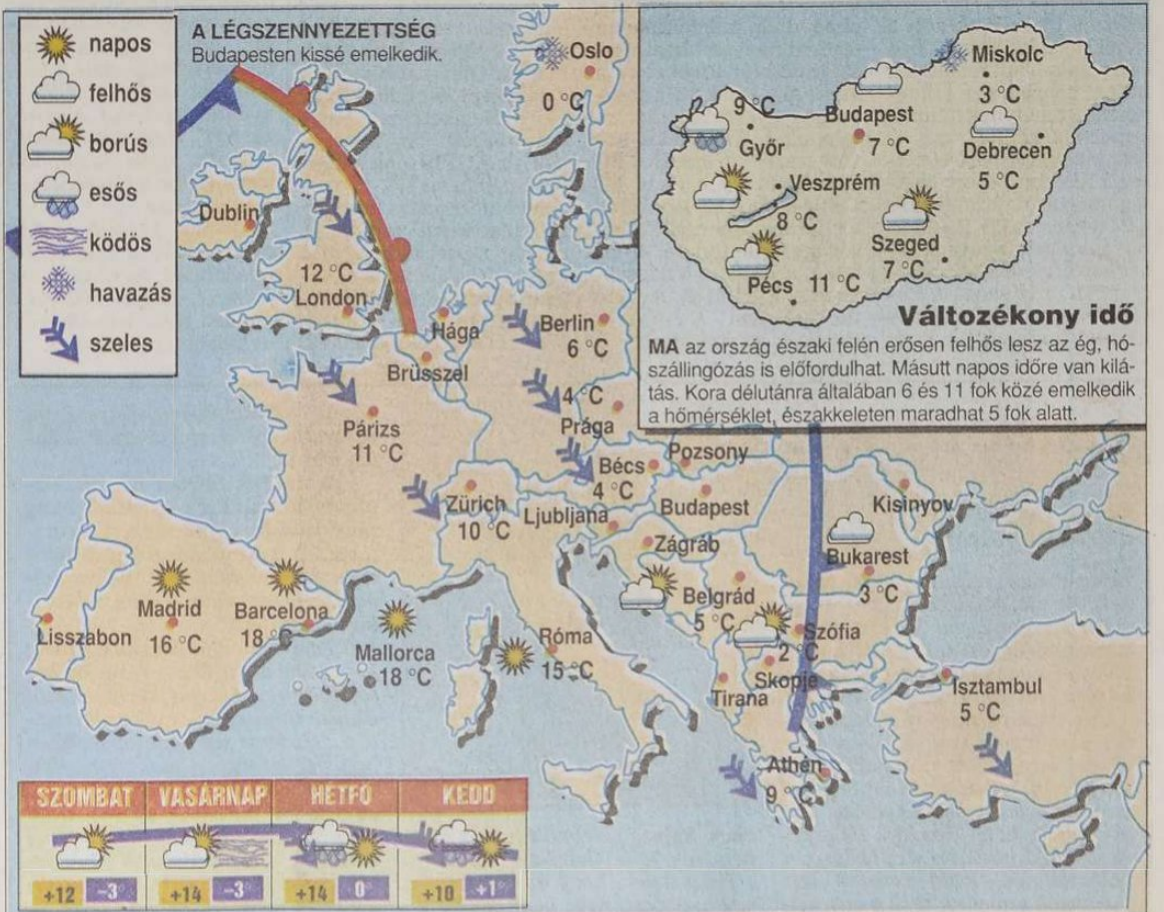 napos
felhős
borús
esős
ködös
havazás
szeles
A LÉGSZENNYEZETTSÉG
Budapesten kissé emelkedik.
Oslo
0 °C
Dublin
12 °C
London
Hága
Brüsszel
Berlin
6 °C
4 °C
Prága
Párizs
11 °C
Bécs
4 °C
Pozsony
Zürich
10 °C
Ljubljana
Budapest
Kisinyov
Zágráb
Bukarest
3 °C
Belgrád
5 °C
Madrid
16 °C
Barcelona
18 °C
Lisszabon
Mallorca
18 °C
Róma
15 °C
Szófia
2 °C
Skopje
Tirana
Isztambul
5 °C
Athén
9 °C
Miskolc
3 °C
9 °C
Győr
Budapest
7 °C
Debrecen
5 °C
Veszprém
8 °C
Szeged
7 °C
Pécs 11 °C
Változékony idő
MA az ország északi felén erősen felhős lesz az ég, hó-
szállingózás is előfordulhat. Másutt napos időre van kilá-
tás. Kora délutánra általában 6 és 11 fok közé emelkedik
a hőmérséklet, északkeleten maradhat 5 fok alatt.
SZOMBAT VASÁRNAP HÉTFŐ KEDD
+12 -3° +14 -3° +14 0° +10 +1°